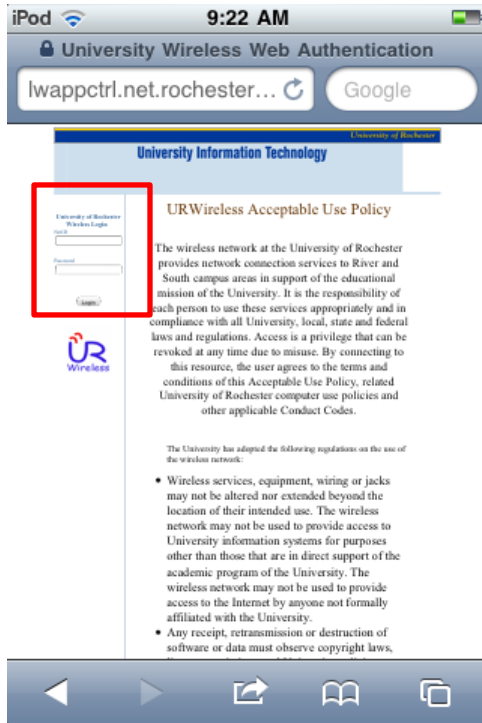 iPod 9:22 AM
University Wireless Web Authentication
lwappctrl.net.rochester... Google
University of Rochester
University Information Technology
University of Rochester
Wireless Login
NetID
Password
Login
UR
Wireless
URWireless Acceptable Use Policy
The wireless network at the University of Rochester
provides network connection services to River and
South campus areas in support of the educational
mission of the University. It is the responsibility of
each person to use these services appropriately and in
compliance with all University, local, state and federal
laws and regulations. Access is a privilege that can be
revoked at any time due to misuse. By connecting to
this resource, the user agrees to the terms and
conditions of this Acceptable Use Policy, related
University of Rochester computer use policies and
other applicable Conduct Codes.
The University has adopted the following regulations on the use of
the wireless network:
• Wireless services, equipment, wiring or jacks
may not be altered nor extended beyond the
location of their intended use. The wireless
network may not be used to provide access to
University information systems for purposes
other than those that are in direct support of the
academic program of the University. The
wireless network may not be used to provide
access to the Internet by anyone not formally
affiliated with the University.
• Any receipt, retransmission or destruction of
software or data must observe copyright laws,